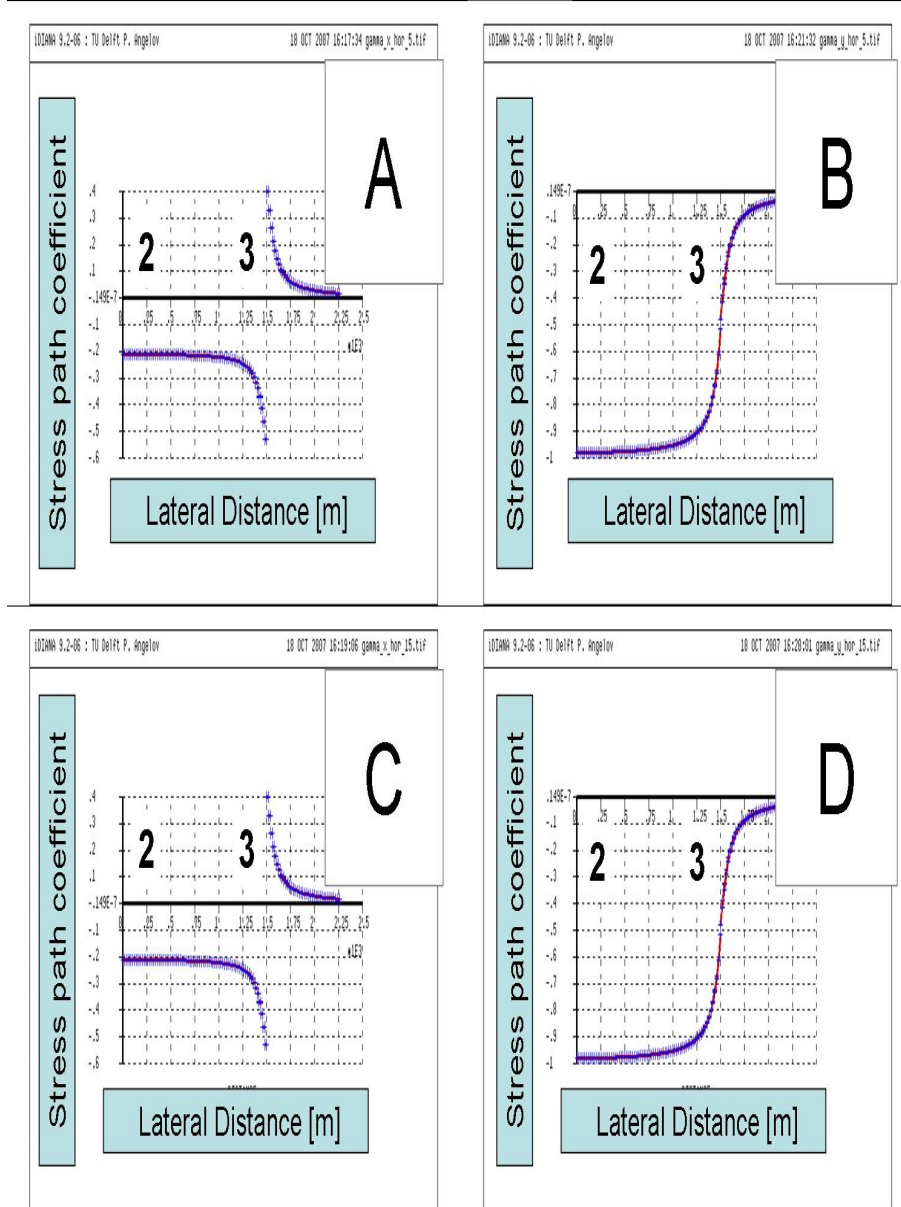 iDIANA 9.2-06 : TU Delft P. Angelov
18 OCT 2007 16:17:34 gamma_x_hor_5.tif
A
Stress path coefficient
.4
.3
.2
.1
-.149E-7
-.1
-.2
-.3
-.4
-.5
-.6
2
3
0 .25 .5 .75 1 1.25 1.5 1.75 2 2.25 2.5
*1E3
Lateral Distance [m]
iDIANA 9.2-06 : TU Delft P. Angelov
18 OCT 2007 16:21:32 gamma_y_hor_5.tif
B
Stress path coefficient
.149E-7
-.1
-.2
-.3
-.4
-.5
-.6
-.7
-.8
-.9
-1
0 .25 .5 .75 1 1.25 1.5 1.75 2
2
3
Lateral Distance [m]
iDIANA 9.2-06 : TU Delft P. Angelov
18 OCT 2007 16:19:06 gamma_x_hor_15.tif
C
Stress path coefficient
.4
.3
.2
.1
-.149E-7
-.1
-.2
-.3
-.4
-.5
-.6
2
3
0 .25 .5 .75 1 1.25 1.5 1.75 2 2.25 2.5
*1E3
Lateral Distance [m]
iDIANA 9.2-06 : TU Delft P. Angelov
18 OCT 2007 16:20:01 gamma_y_hor_15.tif
D
Stress path coefficient
.149E-7
-.1
-.2
-.3
-.4
-.5
-.6
-.7
-.8
-.9
-1
0 .25 .5 .75 1 1.25 1.5 1.75 2
2
3
Lateral Distance [m]